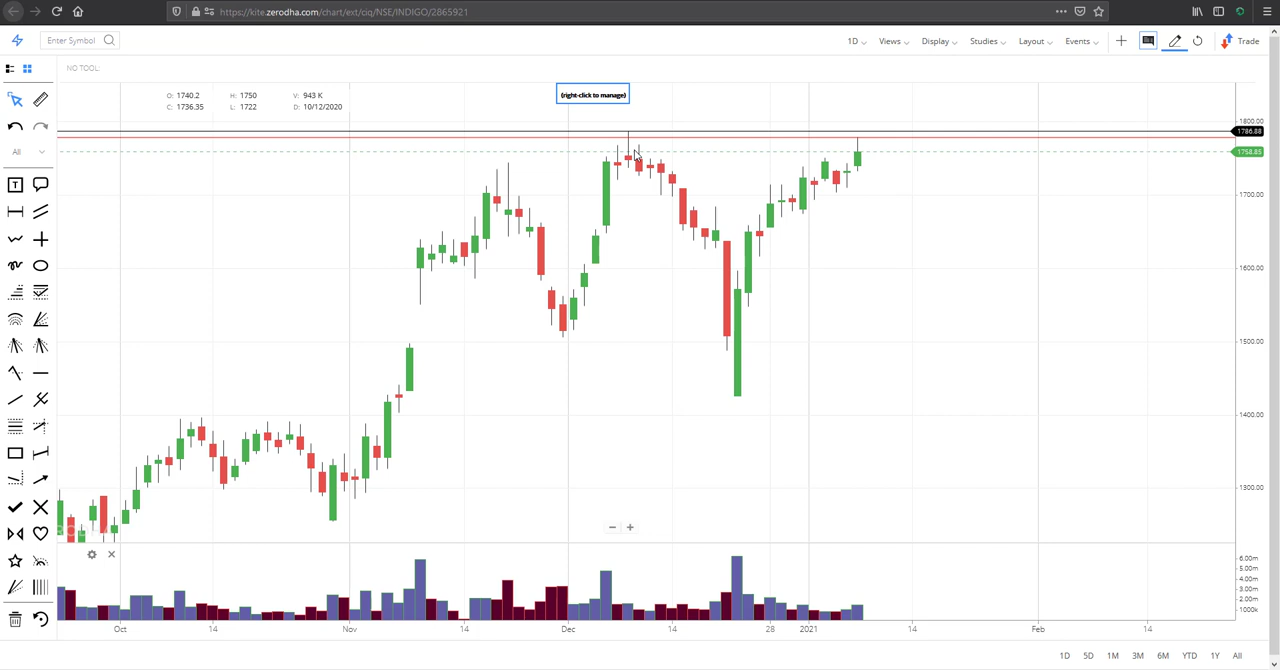 https://kite.zerodha.com/chart/ext/ciq/NSE/INDIGO/2865921
Enter Symbol
1D Views Display Studies Layout Events Trade
NO TOOL:
O: 1740.2 H: 1750 V: 943 K
C: 1736.35 L: 1722 D: 10/12/2020
(right-click to manage)
All
1800.00
1786.88
1758.85
1700.00
1600.00
1500.00
1400.00
1300.00
6.00m
5.00m
4.00m
3.00m
2.00m
1000k
Oct 14 Nov 14 Dec 14 28 2021 14 Feb 14
1D 5D 1M 3M 6M YTD 1Y All